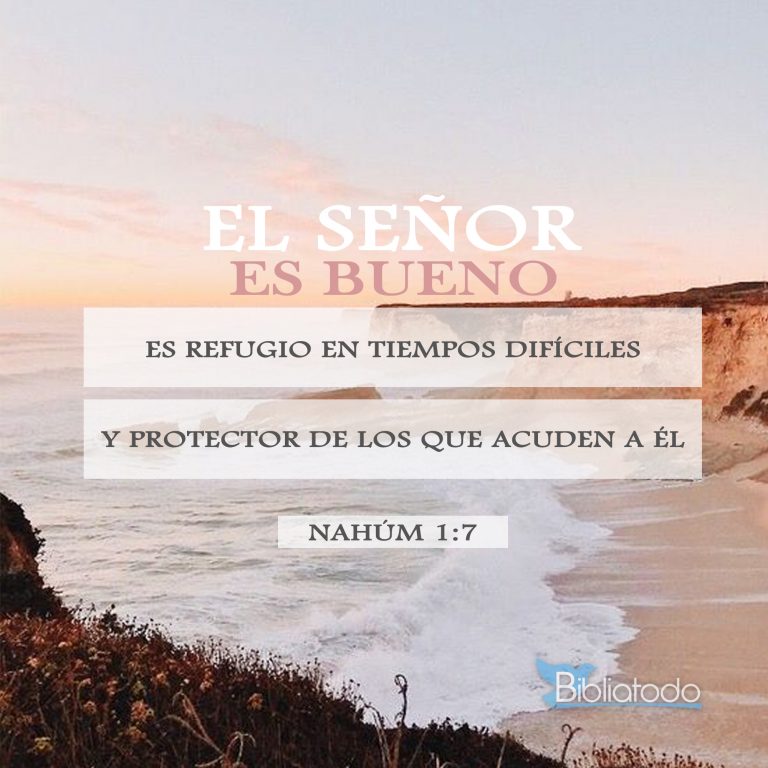 EL SEÑOR
ES BUENO
ES REFUGIO EN TIEMPOS DIFÍCILES
Y PROTECTOR DE LOS QUE ACUDEN A ÉL
NAHÚM 1:7
Bibliatodo